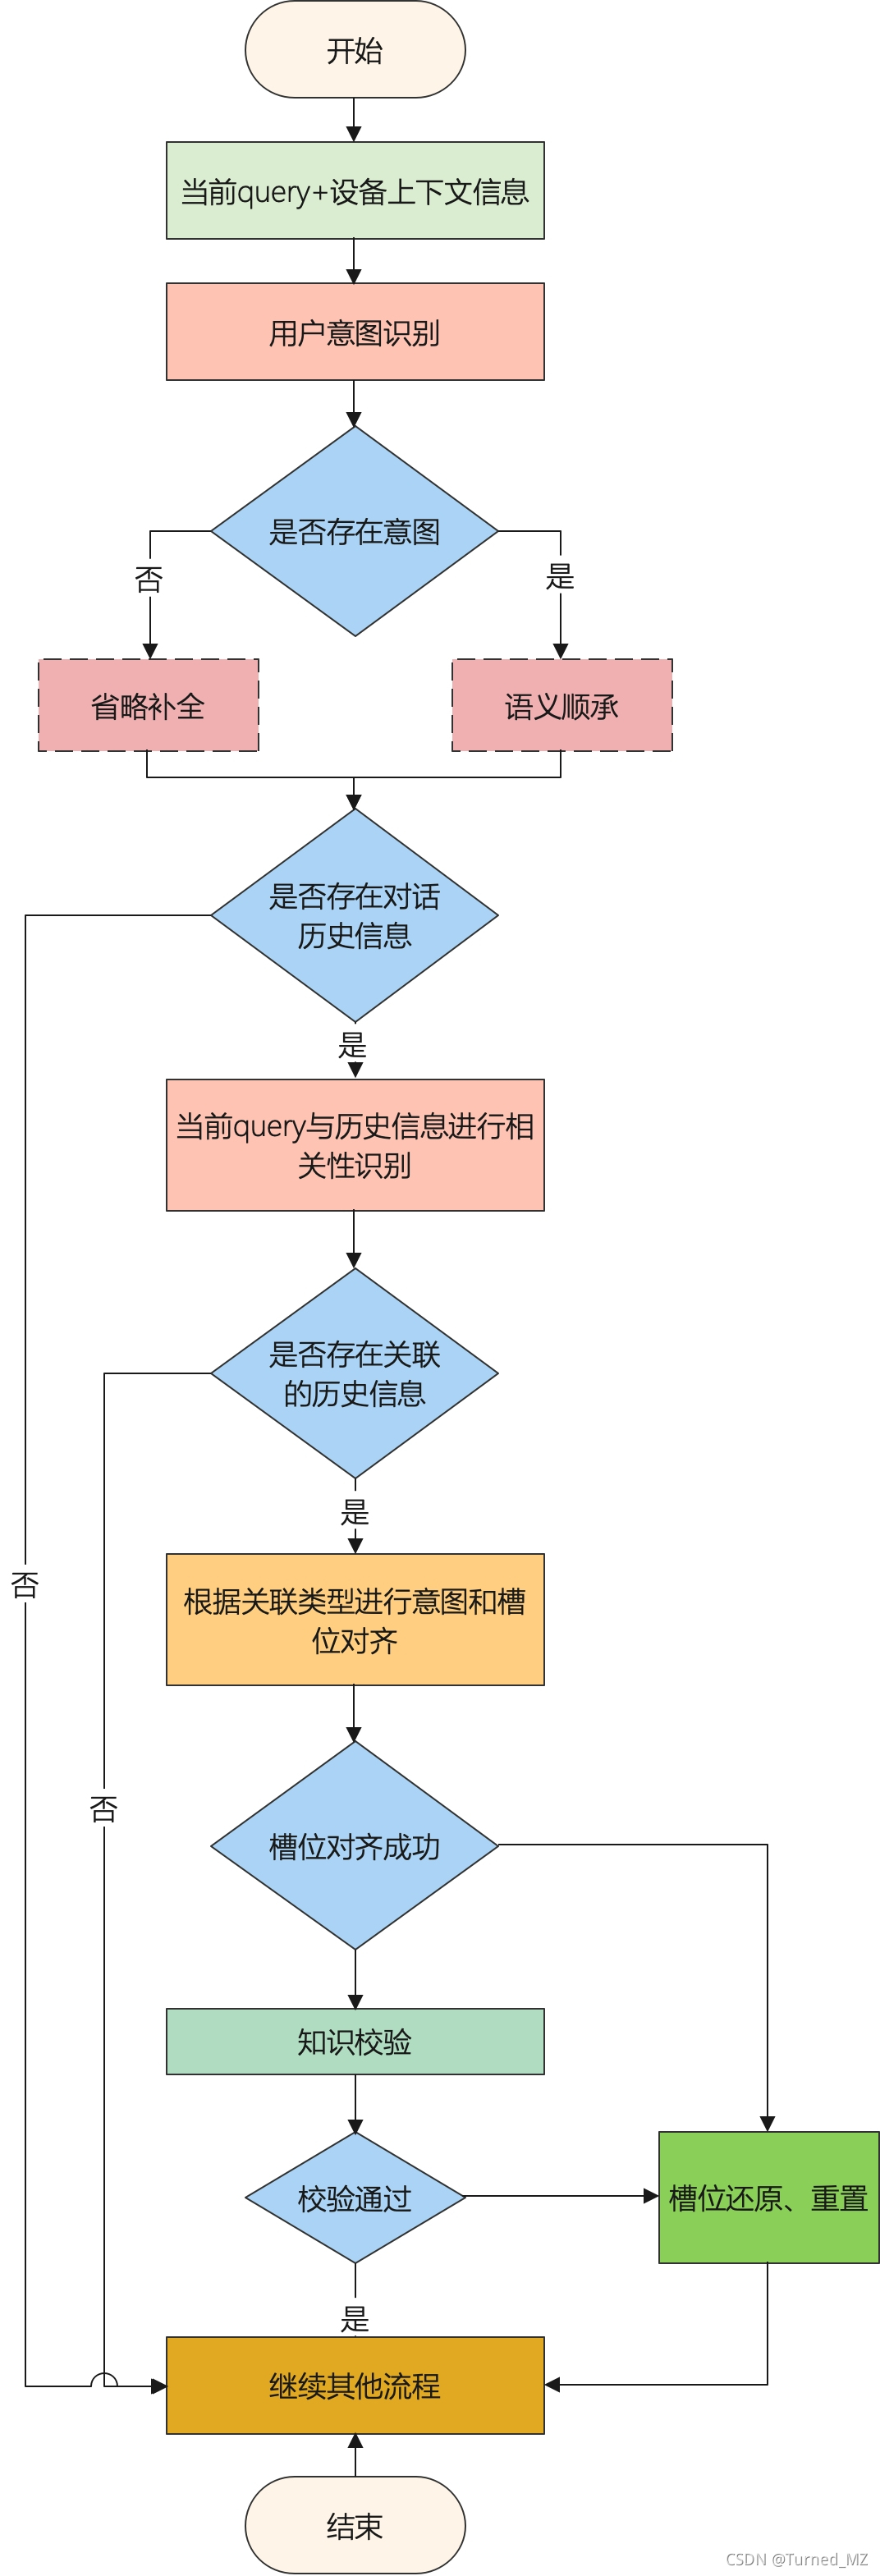 开始
当前query+设备上下文信息
用户意图识别
是否存在意图
否
是
省略补全
语义顺承
是否存在对话
历史信息
是
当前query与历史信息进行相
关性识别
是否存在关联
的历史信息
是
否
根据关联类型进行意图和槽
位对齐
否
槽位对齐成功
知识校验
校验通过
槽位还原、重置
是
继续其他流程
结束
CSDN @Turned_MZ